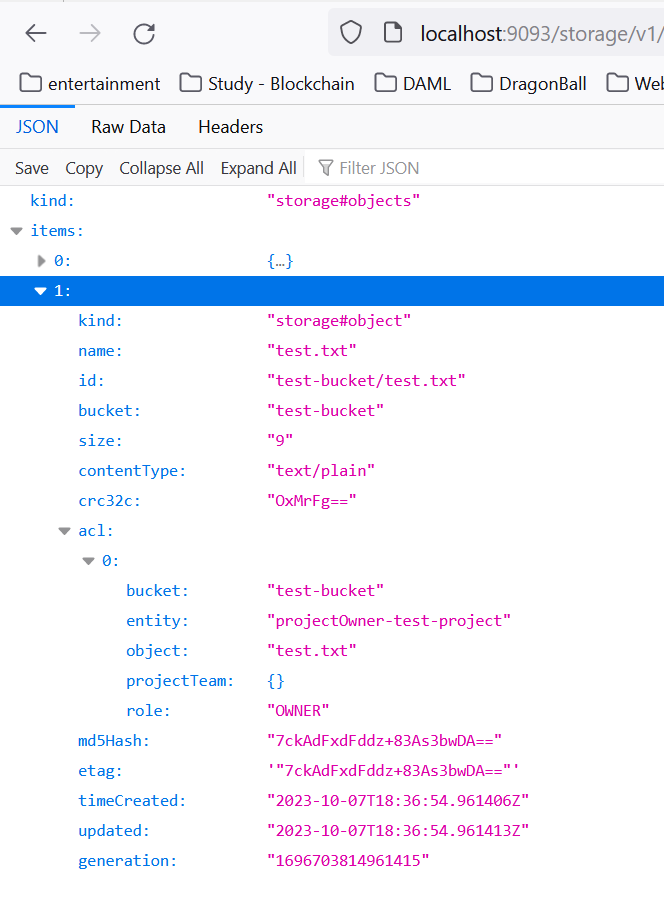 localhost:9093/storage/v1/
entertainment Study - Blockchain DAML DragonBall Web
JSON Raw Data Headers
Save Copy Collapse All Expand All Filter JSON
kind: "storage#objects"
items:
0: {…}
1:
kind: "storage#object"
name: "test.txt"
id: "test-bucket/test.txt"
bucket: "test-bucket"
size: "9"
contentType: "text/plain"
crc32c: "OxMrFg=="
acl:
0:
bucket: "test-bucket"
entity: "projectOwner-test-project"
object: "test.txt"
projectTeam: {}
role: "OWNER"
md5Hash: "7ckAdFxdFddz+83As3bwDA=="
etag: '"7ckAdFxdFddz+83As3bwDA=="'
timeCreated: "2023-10-07T18:36:54.961406Z"
updated: "2023-10-07T18:36:54.961413Z"
generation: "1696703814961415"